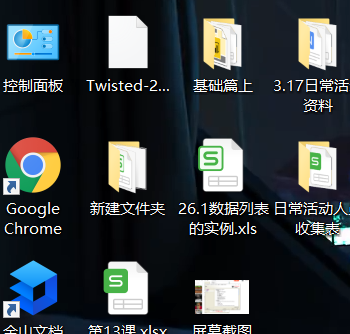 控制面板
Twisted-2...
基础篇上
3.17日常活
资料
Google
Chrome
新建文件夹
26.1数据列表
的实例.xls
日常活动人
收集表
金山文档
第13课.xlsx
屏幕截图